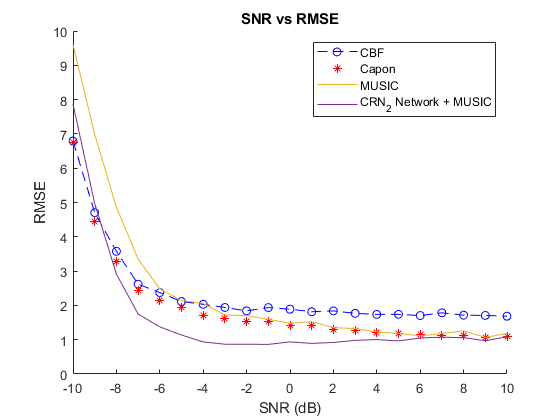 SNR vs RMSE
10
9
8
7
6
5
4
3
2
1
0
RMSE
CBF
Capon
MUSIC
CRN2 Network + MUSIC
-10 -8 -6 -4 -2 0 2 4 6 8 10
SNR (dB)